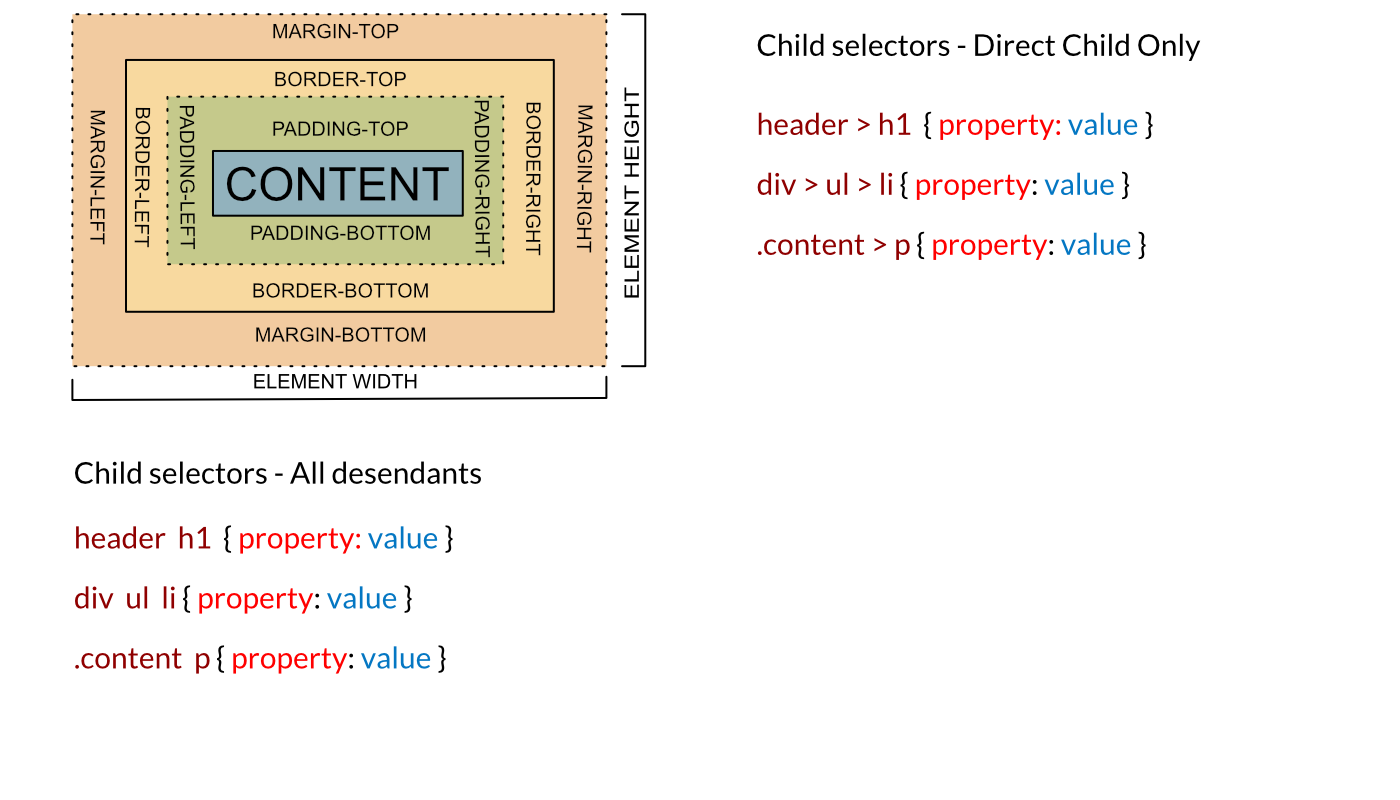 MARGIN-TOP
BORDER-TOP
PADDING-TOP
MARGIN-LEFT
BORDER-LEFT
PADDING-LEFT
CONTENT
PADDING-RIGHT
BORDER-RIGHT
MARGIN-RIGHT
ELEMENT HEIGHT
PADDING-BOTTOM
BORDER-BOTTOM
MARGIN-BOTTOM
ELEMENT WIDTH
Child selectors - All desendants
header h1 { property: value }
div ul li { property: value }
.content p { property: value }
Child selectors - Direct Child Only
header > h1 { property: value }
div > ul > li { property: value }
.content > p { property: value }